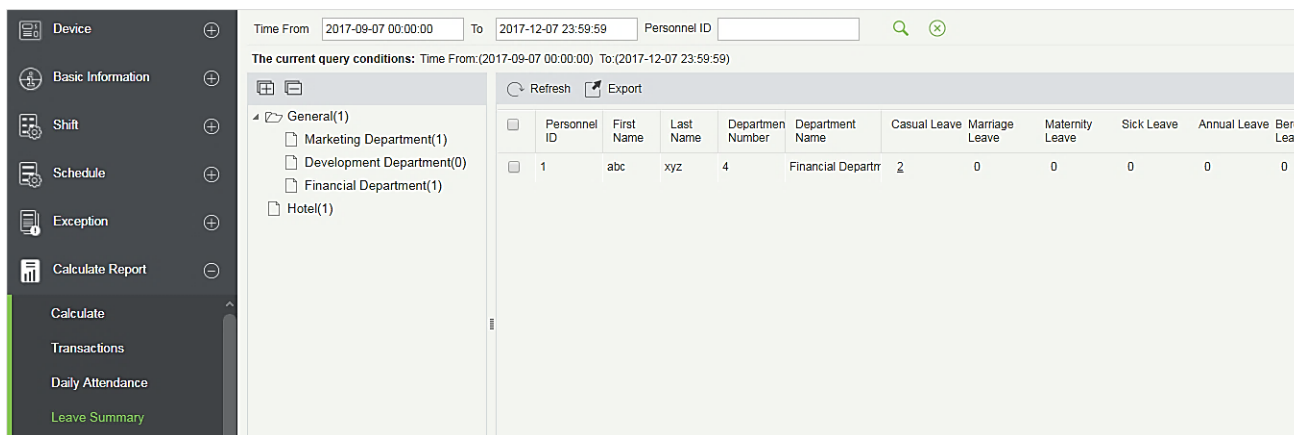 Device
Basic Information
Shift
Schedule
Exception
Calculate Report
Calculate
Transactions
Daily Attendance
Leave Summary
Time From 2017-09-07 00:00:00 To 2017-12-07 23:59:59 Personnel ID
The current query conditions: Time From:(2017-09-07 00:00:00) To:(2017-12-07 23:59:59)
General(1)
Marketing Department(1)
Development Department(0)
Financial Department(1)
Hotel(1)
Refresh Export
Personnel First Last Departmen Department Casual Leave Marriage Maternity Sick Leave Annual Leave Ber
ID Name Name Number Name Leave Leave Lea
1 abc xyz 4 Financial Departm 2 0 0 0 0 0